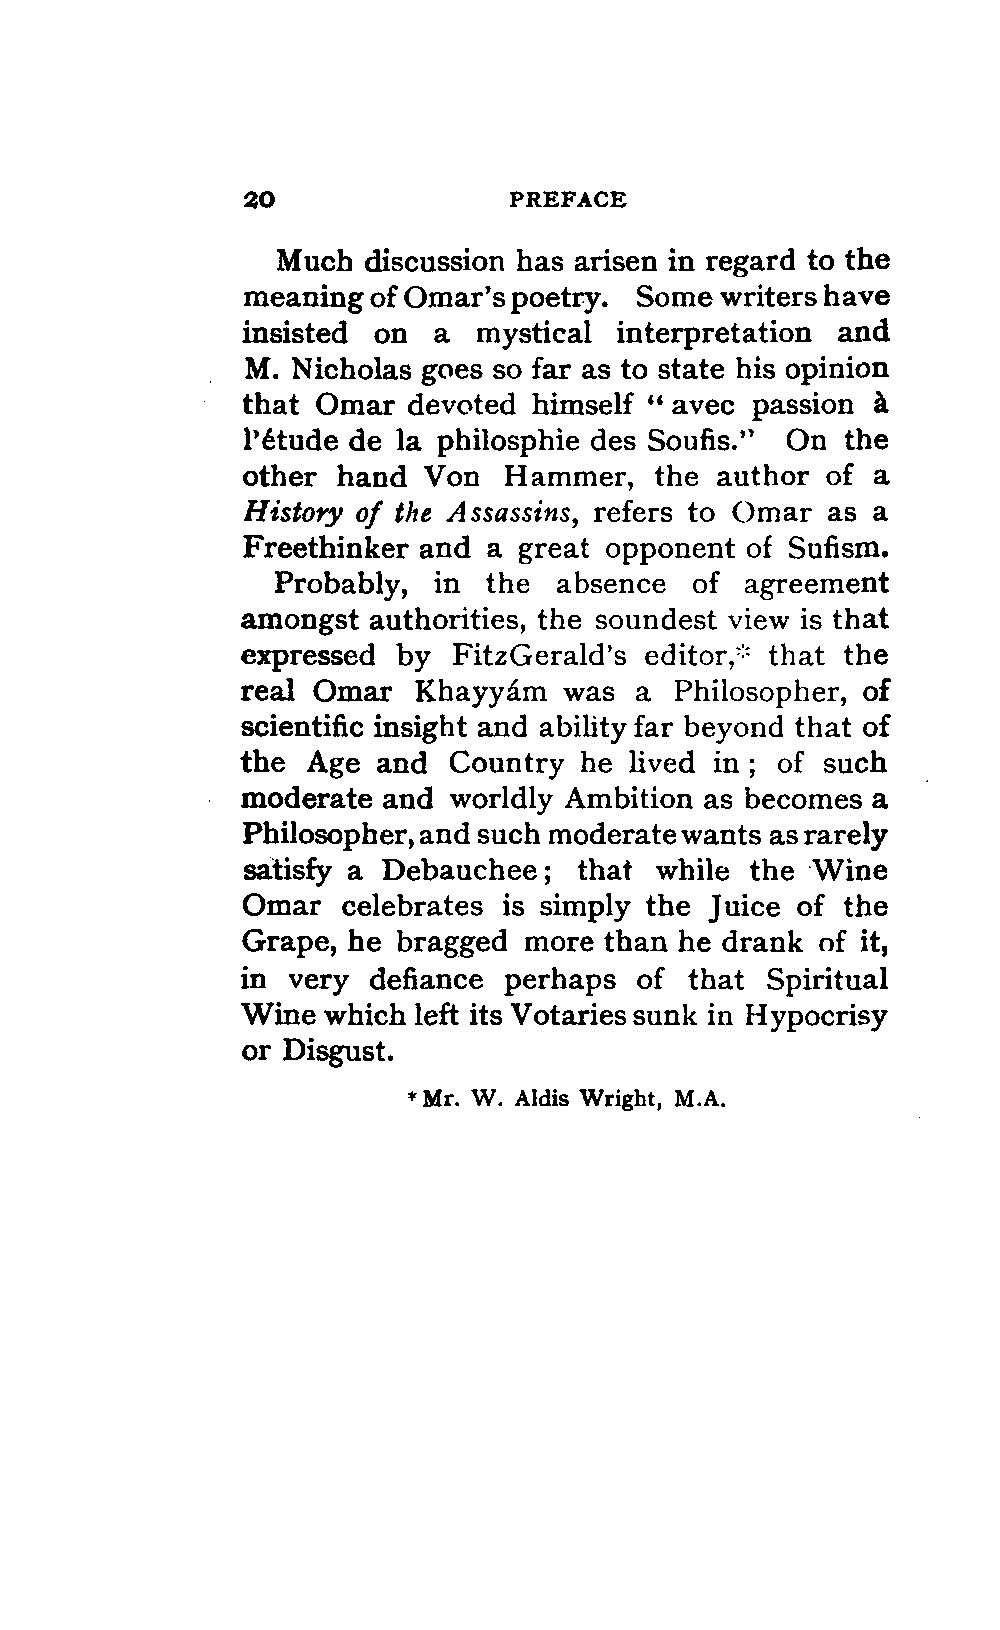 20 PREFACE
Much discussion has arisen in regard to the
meaning of Omar's poetry. Some writers have
insisted on a mystical interpretation and
M. Nicholas goes so far as to state his opinion
that Omar devoted himself “ avec passion à
l'étude de la philosphie des Soufis.” On the
other hand Von Hammer, the author of a
History of the Assassins, refers to Omar as a
Freethinker and a great opponent of Sufism.
Probably, in the absence of agreement
amongst authorities, the soundest view is that
expressed by FitzGerald's editor,* that the
real Omar Khayyám was a Philosopher, of
scientific insight and ability far beyond that of
the Age and Country he lived in ; of such
moderate and worldly Ambition as becomes a
Philosopher, and such moderate wants as rarely
satisfy a Debauchee ; that while the Wine
Omar celebrates is simply the Juice of the
Grape, he bragged more than he drank of it,
in very defiance perhaps of that Spiritual
Wine which left its Votaries sunk in Hypocrisy
or Disgust.
* Mr. W. Aldis Wright, M.A.